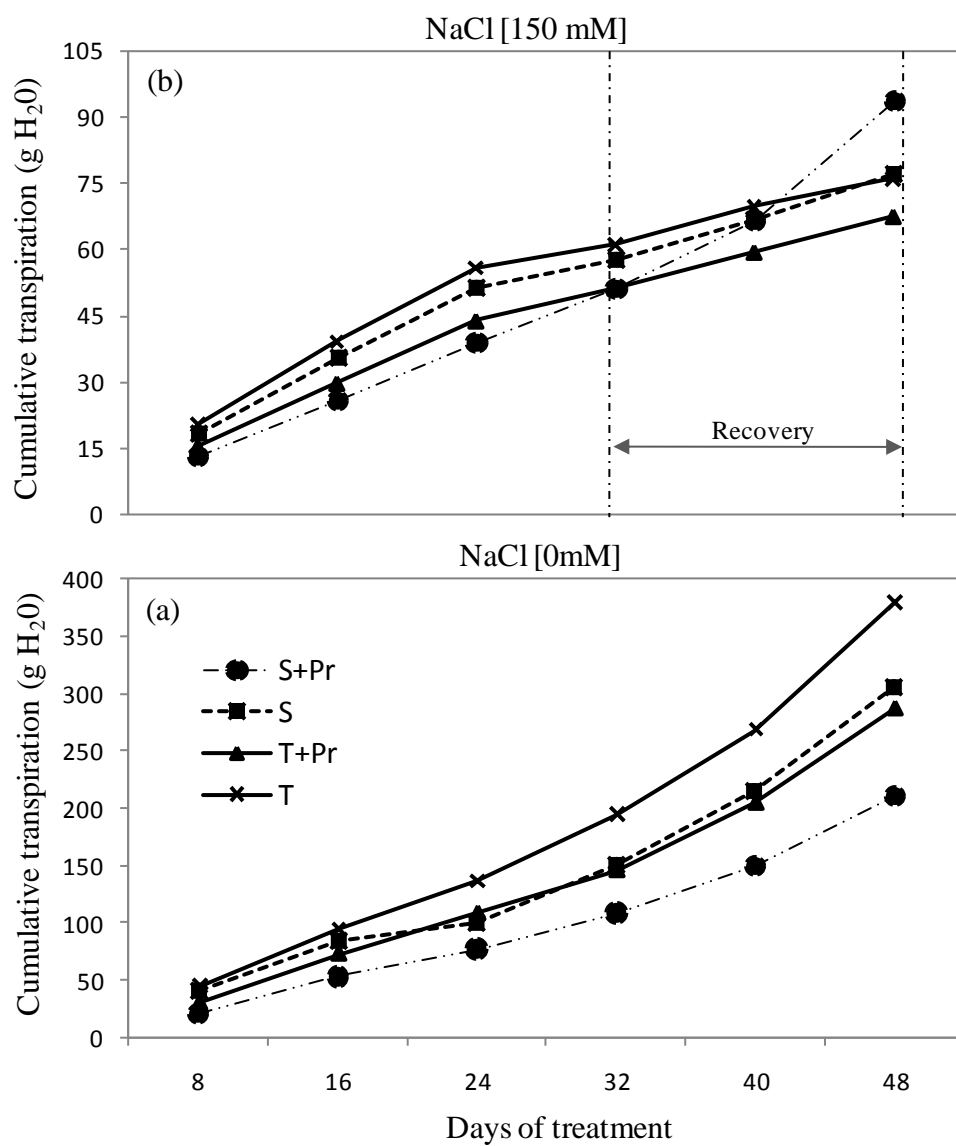 NaCl [150 mM]
(b)
Cumulative transpiration (g H₂0)
105
90
75
60
45
30
15
0
Recovery
NaCl [0mM]
(a)
Cumulative transpiration (g H₂0)
400
350
300
250
200
150
100
50
0
S+Pr
S
T+Pr
T
8 16 24 32 40 48
Days of treatment